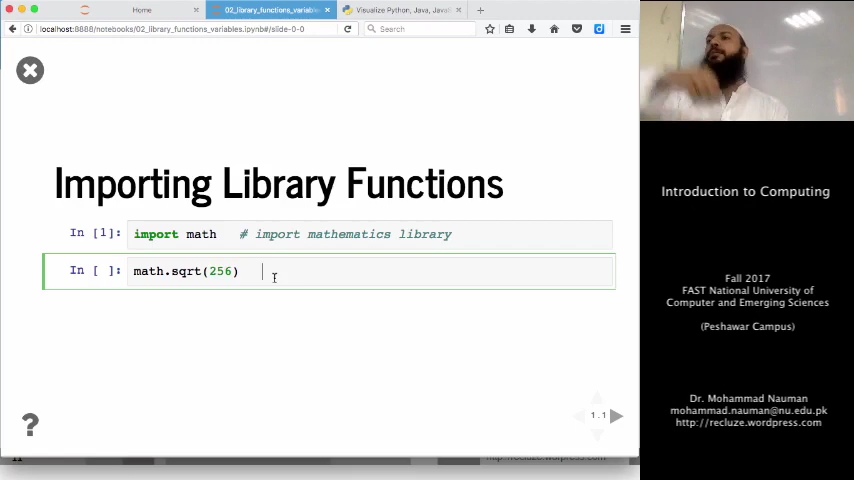 Home
02_library_functions_variable
Visualize Python, Java, JavaS
localhost:8888/notebooks/02_library_functions_variables.ipynb#/slide-0-0
Search
Importing Library Functions
In [1]: import math # import mathematics library
In [ ]: math.sqrt(256)
1.1
?
Introduction to Computing
Fall 2017
FAST National University of
Computer and Emerging Sciences
(Peshawar Campus)
Dr. Mohammad Nauman
mohammad.nauman@nu.edu.pk
http://recluze.wordpress.com